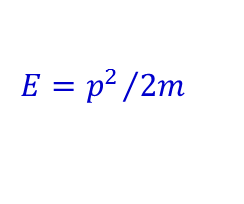 E = p²/2m